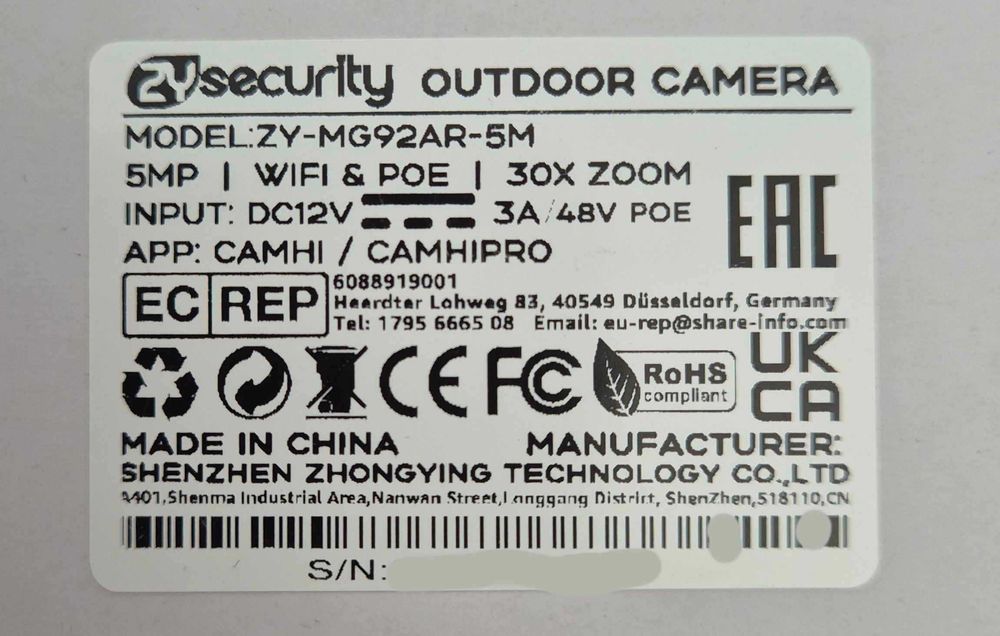 ZYsecurity OUTDOOR CAMERA
MODEL:ZY-MG92AR-5M
5MP | WIFI & POE | 30X ZOOM
INPUT: DC12V 3A/48V POE
APP: CAMHI / CAMHIPRO
EAC
EC REP
6088919001
Heerdter Lohweg 83, 40549 Düsseldorf, Germany
Tel: 1795 6665 08 Email: eu-rep@share-info.com
CE FC RoHS compliant
UK CA
MADE IN CHINA MANUFACTURER:
SHENZHEN ZHONGYING TECHNOLOGY CO.,LTD
A401,Shenma Industrial Area,Nanwan Street,Longgang District, ShenZhen,518110,CN
S/N: